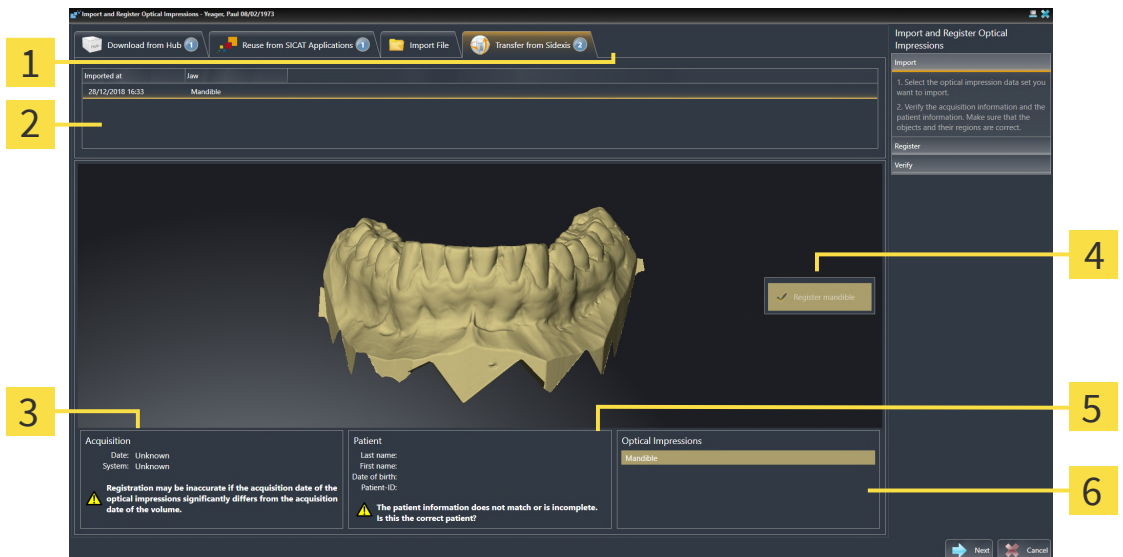 Import and Register Optical Impressions - Yeager, Paul 08/02/1973
Download from Hub 1
Reuse from SICAT Applications 1
Import File
Transfer from Sidexis 2
Imported at Jaw
28/12/2018 16:33 Mandible
Register mandible
Acquisition
Date: Unknown
System: Unknown
Registration may be inaccurate if the acquisition date of the
optical impressions significantly differs from the acquisition
date of the volume.
Patient
Last name:
First name:
Date of birth:
Patient-ID:
The patient information does not match or is incomplete.
Is this the correct patient?
Optical Impressions
Mandible
Import and Register Optical
Impressions
Import
1. Select the optical impression data set you
want to import.
2. Verify the acquisition information and the
patient information. Make sure that the
objects and their regions are correct.
Register
Verify
Next
Cancel
1
2
3
4
5
6